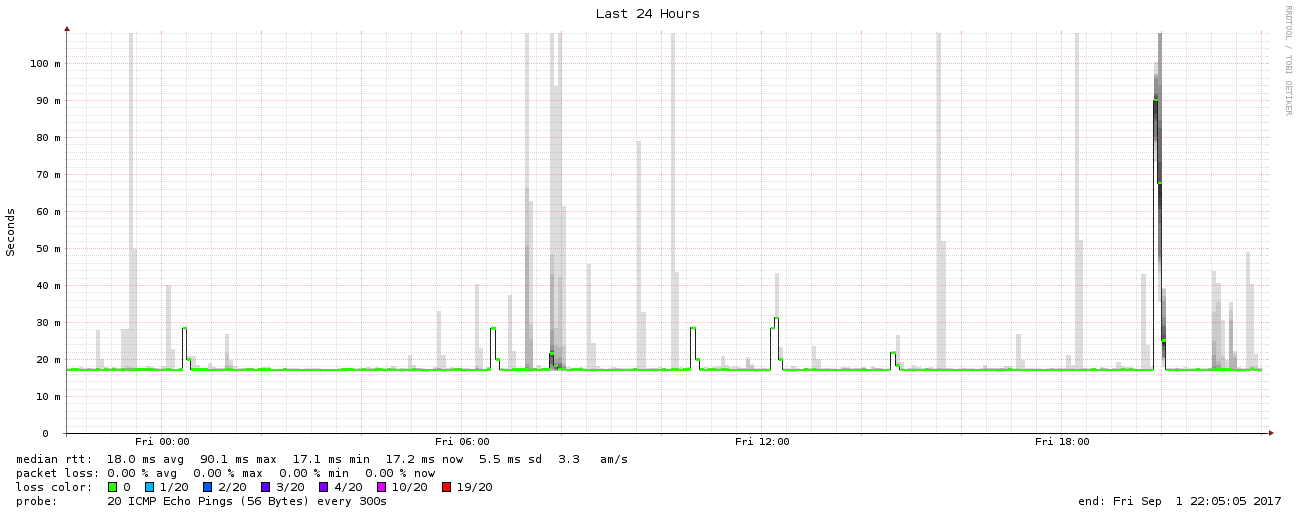 Last 24 Hours
RRDTOOL / TOBI OETIKER
Seconds
100 m
90 m
80 m
70 m
60 m
50 m
40 m
30 m
20 m
10 m
0
Fri 00:00 Fri 06:00 Fri 12:00 Fri 18:00
median rtt: 18.0 ms avg 90.1 ms max 17.1 ms min 17.2 ms now 5.5 ms sd 3.3 am/s
packet loss: 0.00 % avg 0.00 % max 0.00 % min 0.00 % now
loss color: 0 1/20 2/20 3/20 4/20 10/20 19/20
probe: 20 ICMP Echo Pings (56 Bytes) every 300s end: Fri Sep 1 22:05:05 2017